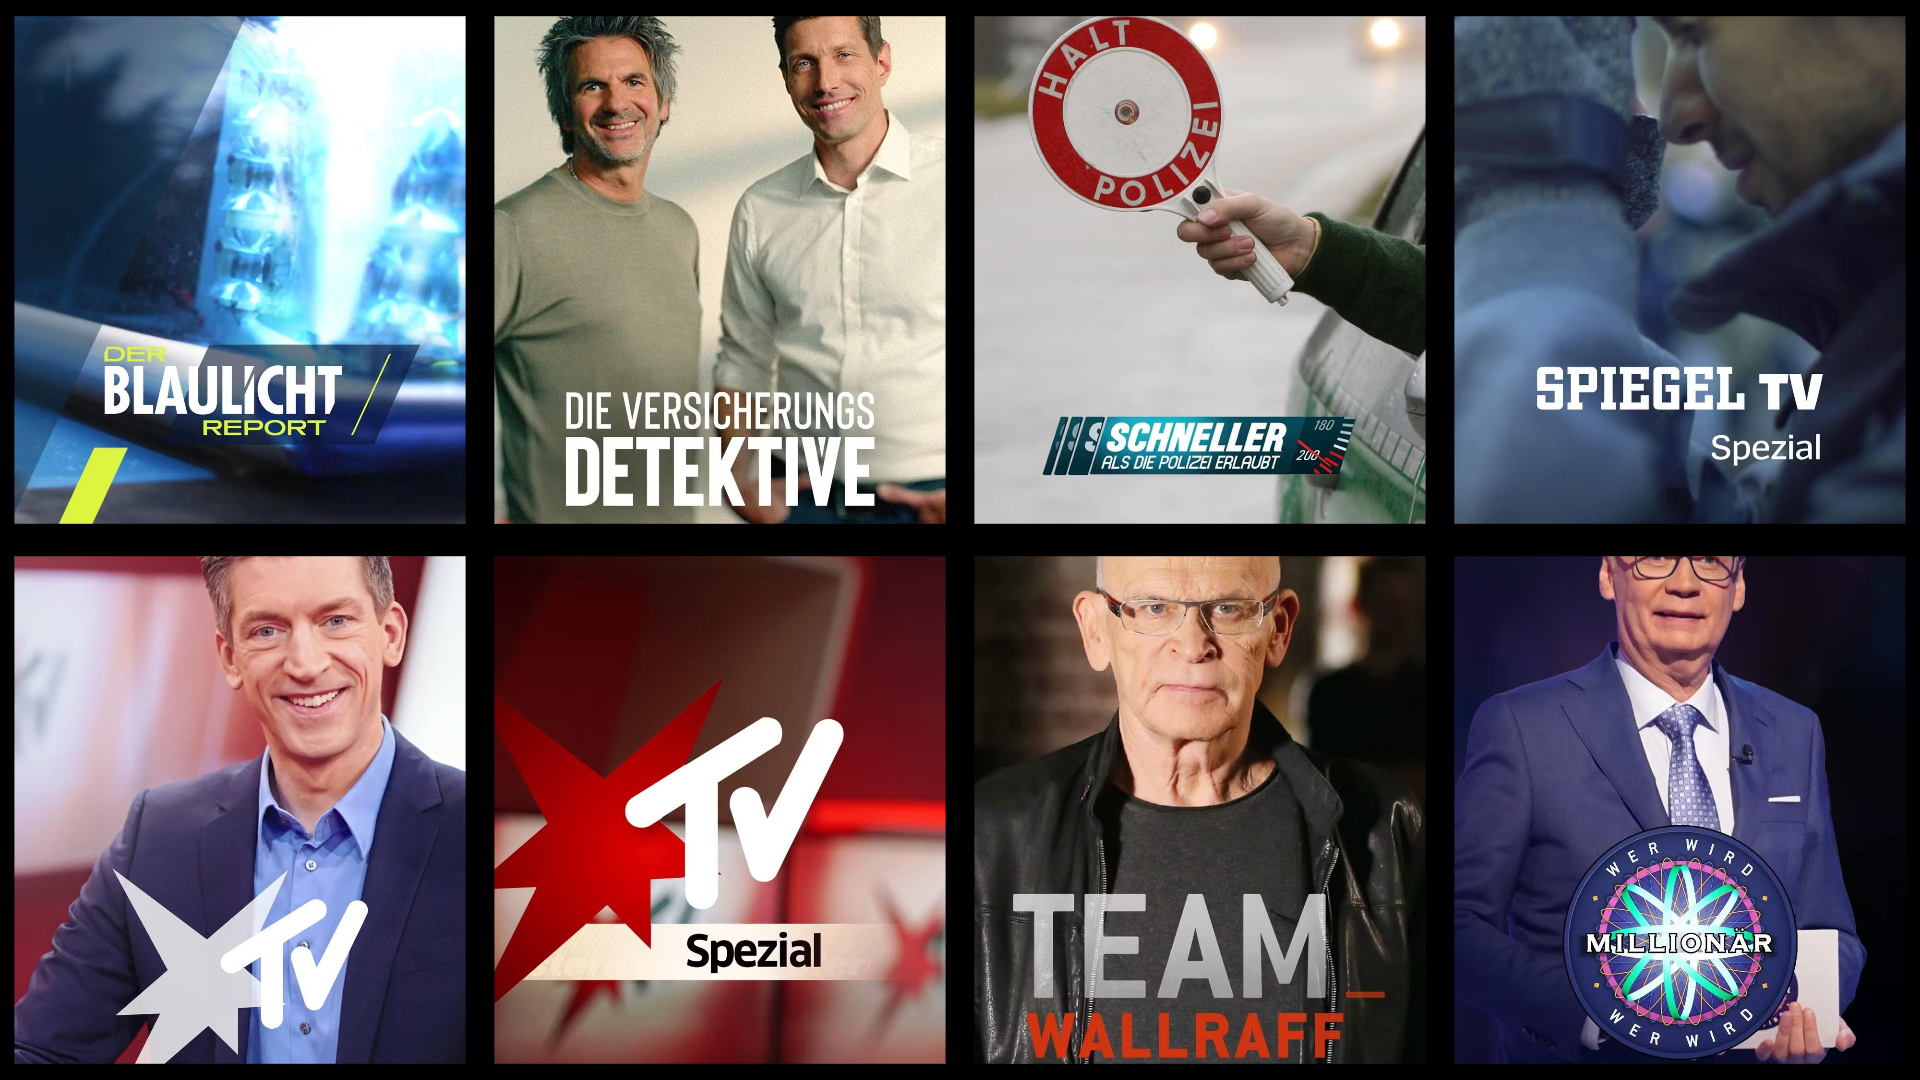 DER
BLAULICHT
REPORT
DIE VERSICHERUNGS
DETEKTIVE
HALT
POLIZEI
SCHNELLER
ALS DIE POLIZEI ERLAUBT
180
200
SPIEGEL TV
Spezial
TV
TV
Spezial
TEAM_
WALLRAFF
WER WIRD
MILLIONÄR
WER WIRD